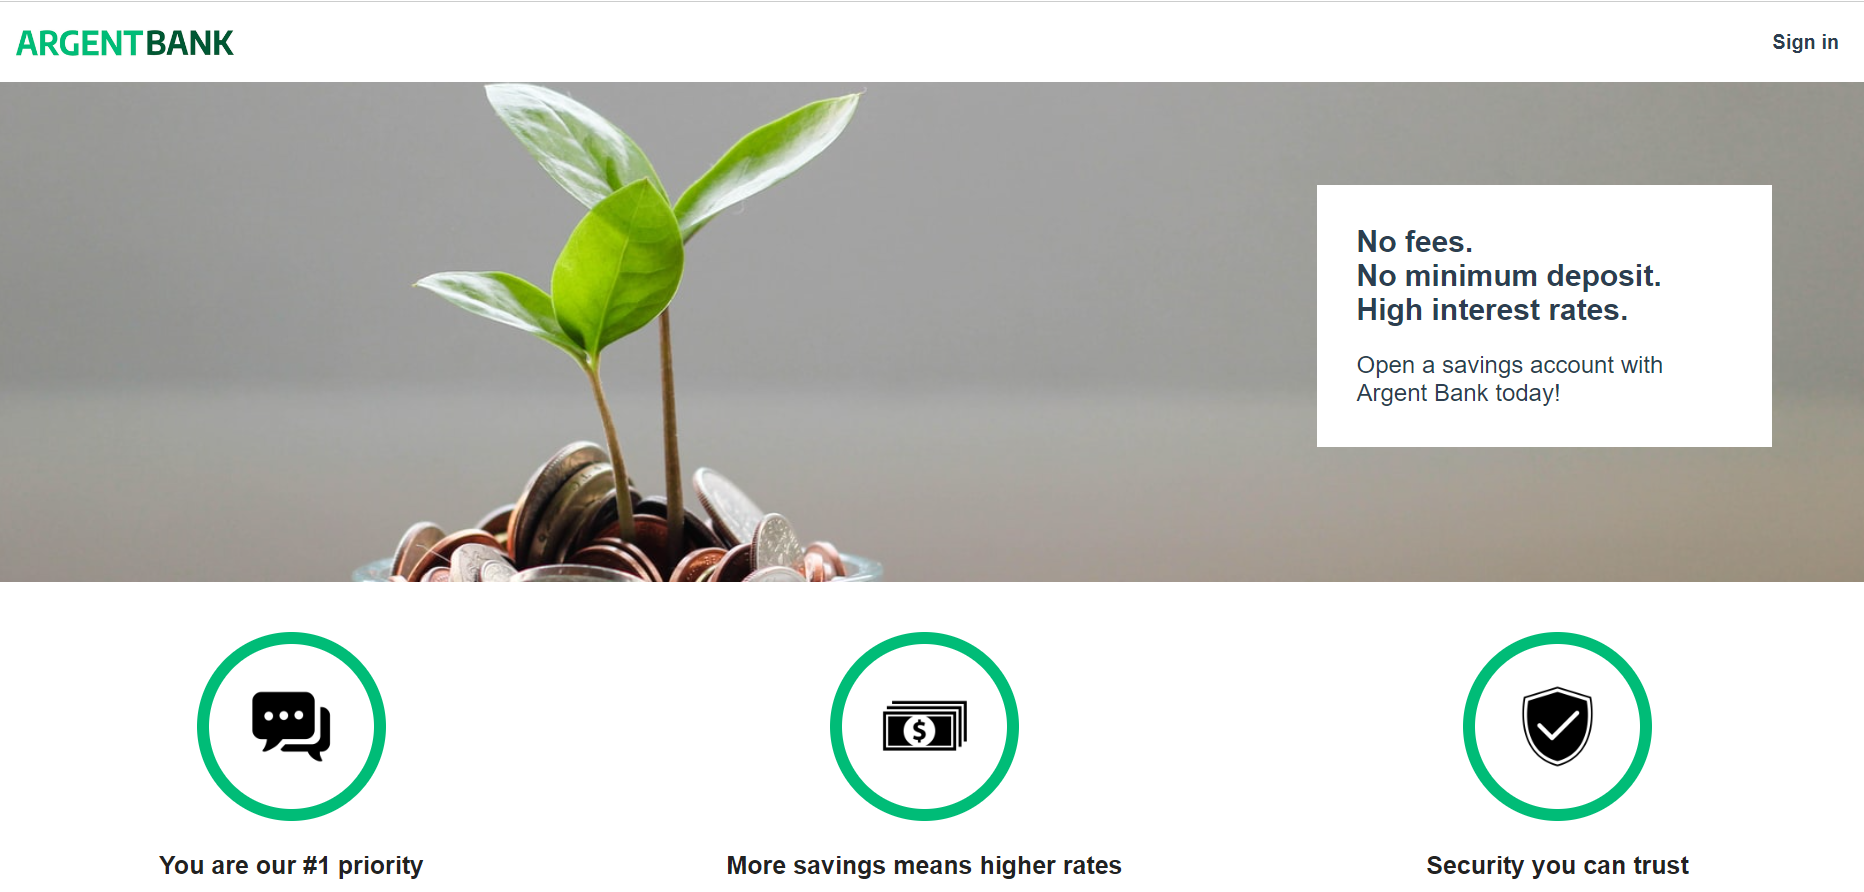 ARGENTBANK
Sign in
No fees.
No minimum deposit.
High interest rates.
Open a savings account with
Argent Bank today!
$
You are our #1 priority
More savings means higher rates
Security you can trust